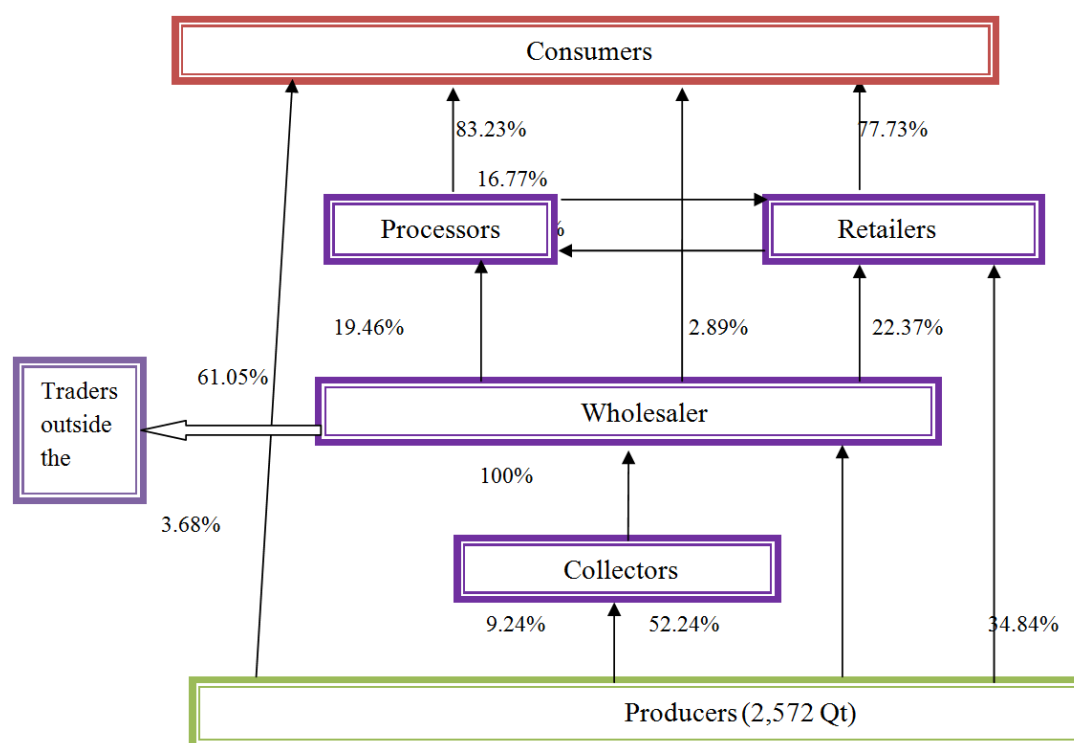 Consumers
83.23%
77.73%
16.77%
Processors
%
Retailers
19.46%
2.89%
22.37%
Traders
outside
the
61.05%
Wholesaler
100%
3.68%
Collectors
9.24%
52.24%
34.84%
Producers (2,572 Qt)